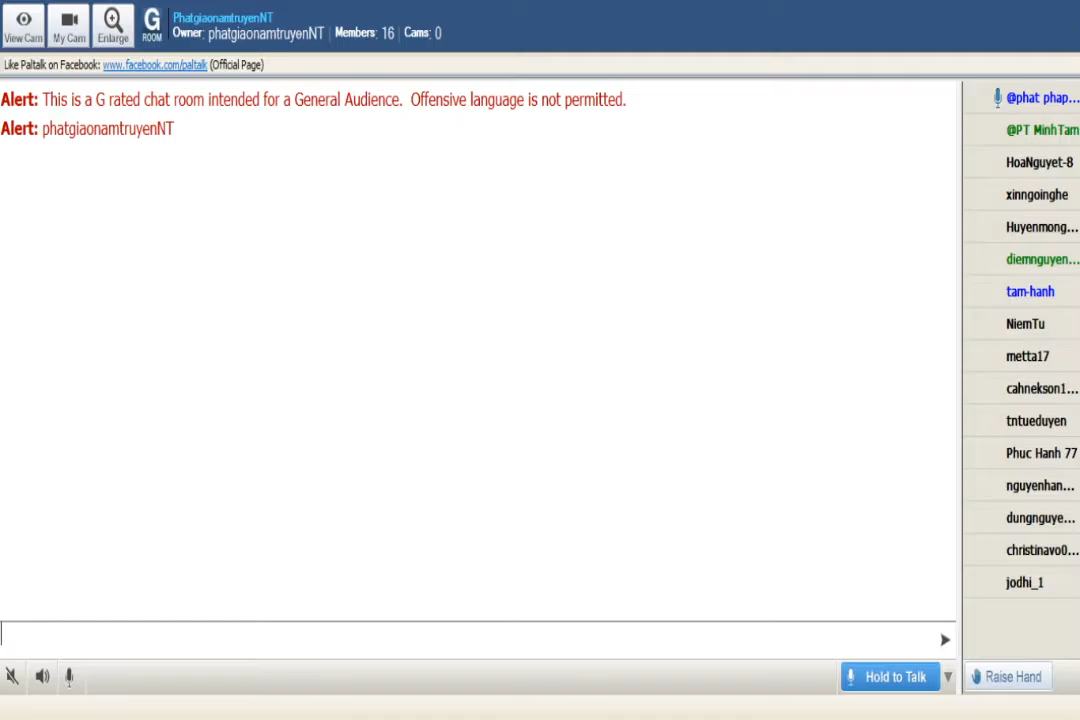 View Cam
My Cam
Enlarge
G
ROOM
PhatgiaonamtruyenNT
Owner: phatgiaonamtruyenNT | Members: 16 | Cams: 0
Like Paltalk on Facebook: www.facebook.com/paltalk (Official Page)
Alert: This is a G rated chat room intended for a General Audience. Offensive language is not permitted.
Alert: phatgiaonamtruyenNT
@phat phap...
@PT MinhTam
HoaNguyet-8
xinngoinghe
Huyenmong...
diemnguyen...
tam-hanh
NiemTu
metta17
cahnekson1...
tntueduyen
Phuc Hanh 77
nguyenhan...
dungnguye...
christinavo0...
jodhi_1
Hold to Talk
Raise Hand